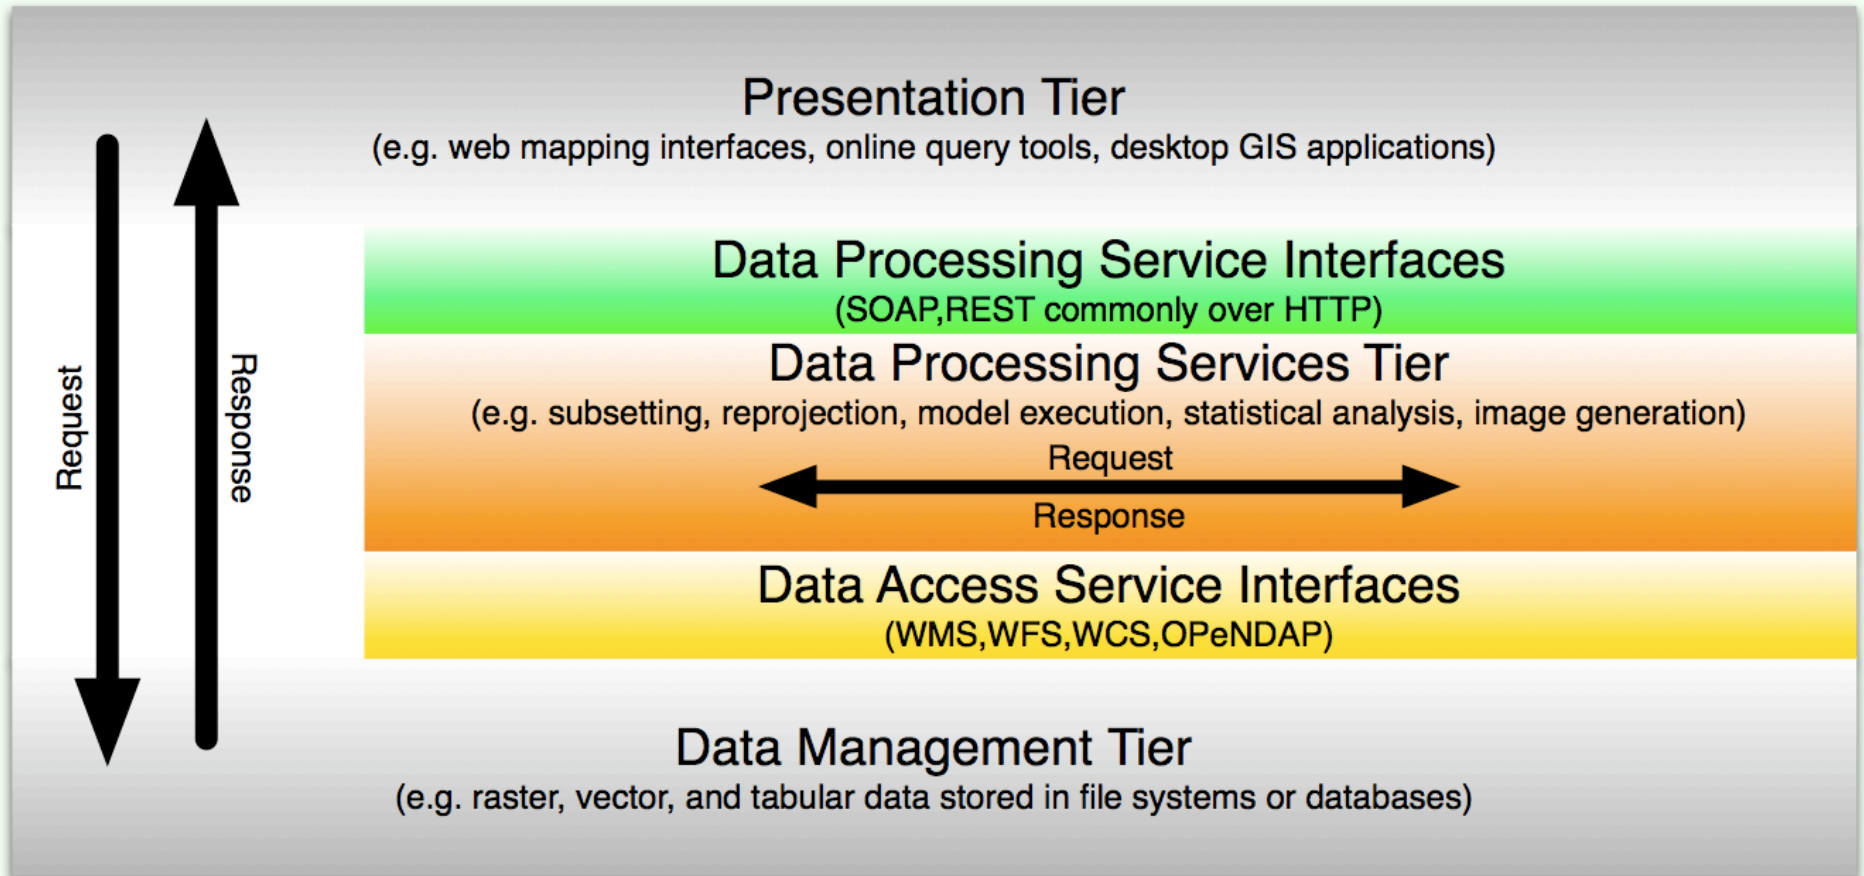 Presentation Tier
(e.g. web mapping interfaces, online query tools, desktop GIS applications)
Data Processing Service Interfaces
(SOAP,REST commonly over HTTP)
Data Processing Services Tier
(e.g. subsetting, reprojection, model execution, statistical analysis, image generation)
Request
Response
Request
Response
Data Access Service Interfaces
(WMS,WFS,WCS,OPeNDAP)
Data Management Tier
(e.g. raster, vector, and tabular data stored in file systems or databases)